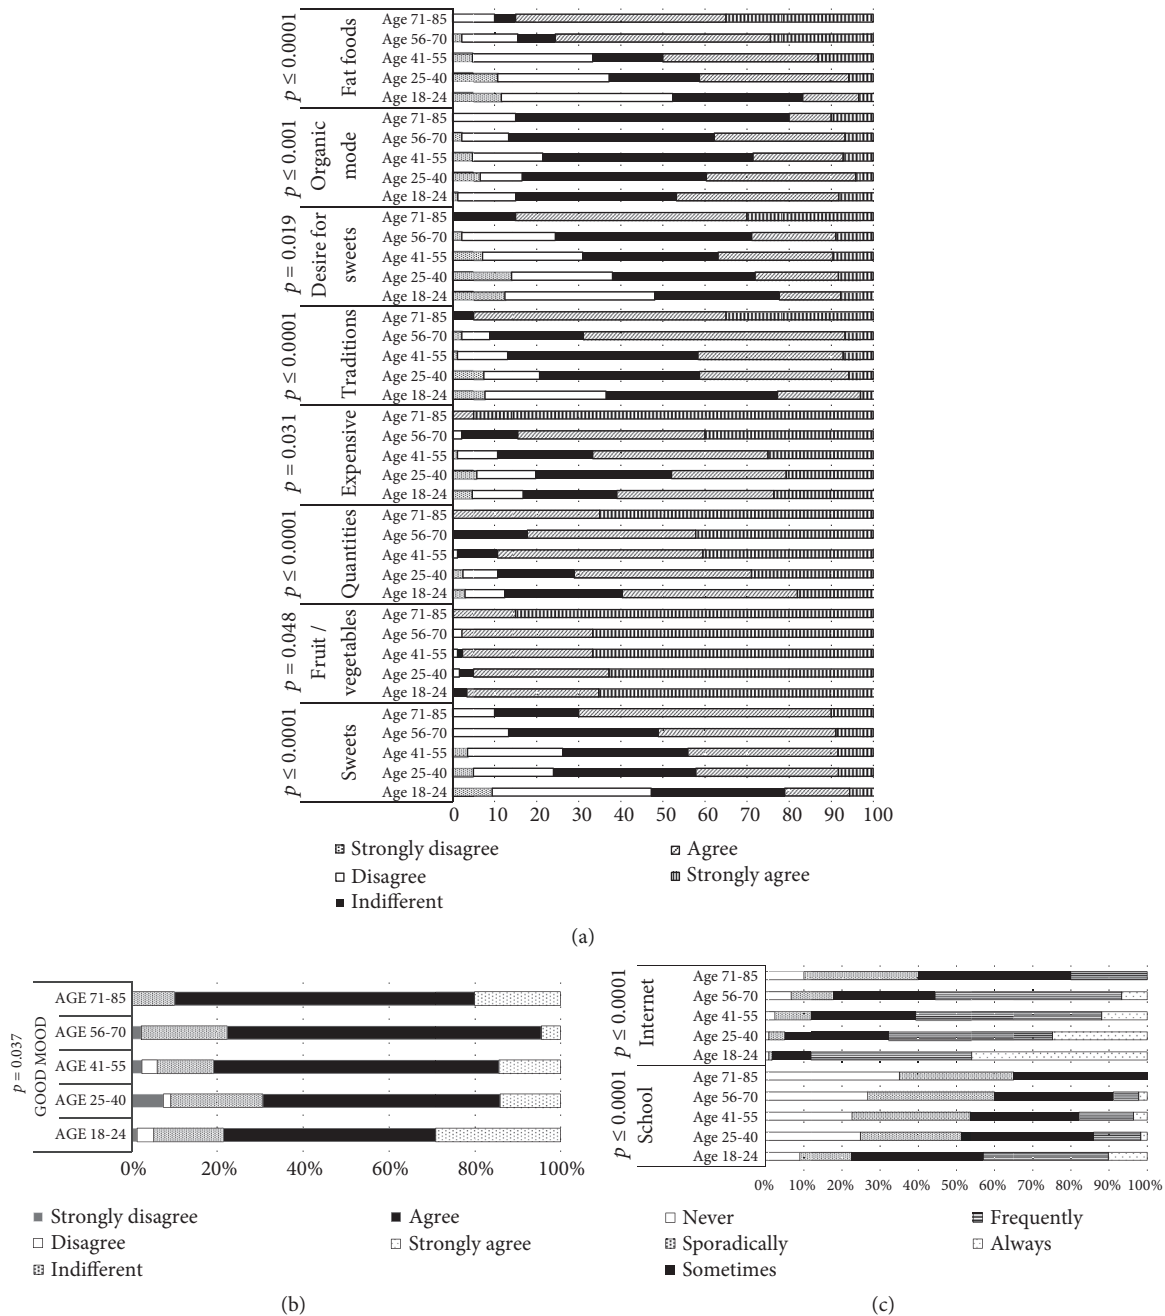 p ≤ 0.0001
Fat foods
Age 71-85
Age 56-70
Age 41-55
Age 25-40
Age 18-24
p ≤ 0.001
Organic
mode
Age 71-85
Age 56-70
Age 41-55
Age 25-40
Age 18-24
p = 0.019
Desire for
sweets
Age 71-85
Age 56-70
Age 41-55
Age 25-40
Age 18-24
p ≤ 0.0001
Traditions
Age 71-85
Age 56-70
Age 41-55
Age 25-40
Age 18-24
p = 0.031
Expensive
Age 71-85
Age 56-70
Age 41-55
Age 25-40
Age 18-24
p ≤ 0.0001
Quantities
Age 71-85
Age 56-70
Age 41-55
Age 25-40
Age 18-24
p = 0.048
Fruit /
vegetables
Age 71-85
Age 56-70
Age 41-55
Age 25-40
Age 18-24
p ≤ 0.0001
Sweets
Age 71-85
Age 56-70
Age 41-55
Age 25-40
Age 18-24
0 10 20 30 40 50 60 70 80 90 100
Strongly disagree
Disagree
Indifferent
Agree
Strongly agree
(a)
p = 0.037
GOOD MOOD
AGE 71-85
AGE 56-70
AGE 41-55
AGE 25-40
AGE 18-24
0% 20% 40% 60% 80% 100%
Strongly disagree
Disagree
Indifferent
Agree
Strongly agree
(b)
p ≤ 0.0001
Internet
Age 71-85
Age 56-70
Age 41-55
Age 25-40
Age 18-24
p ≤ 0.0001
School
Age 71-85
Age 56-70
Age 41-55
Age 25-40
Age 18-24
0% 10% 20% 30% 40% 50% 60% 70% 80% 90% 100%
Never
Sporadically
Sometimes
Frequently
Always
(c)